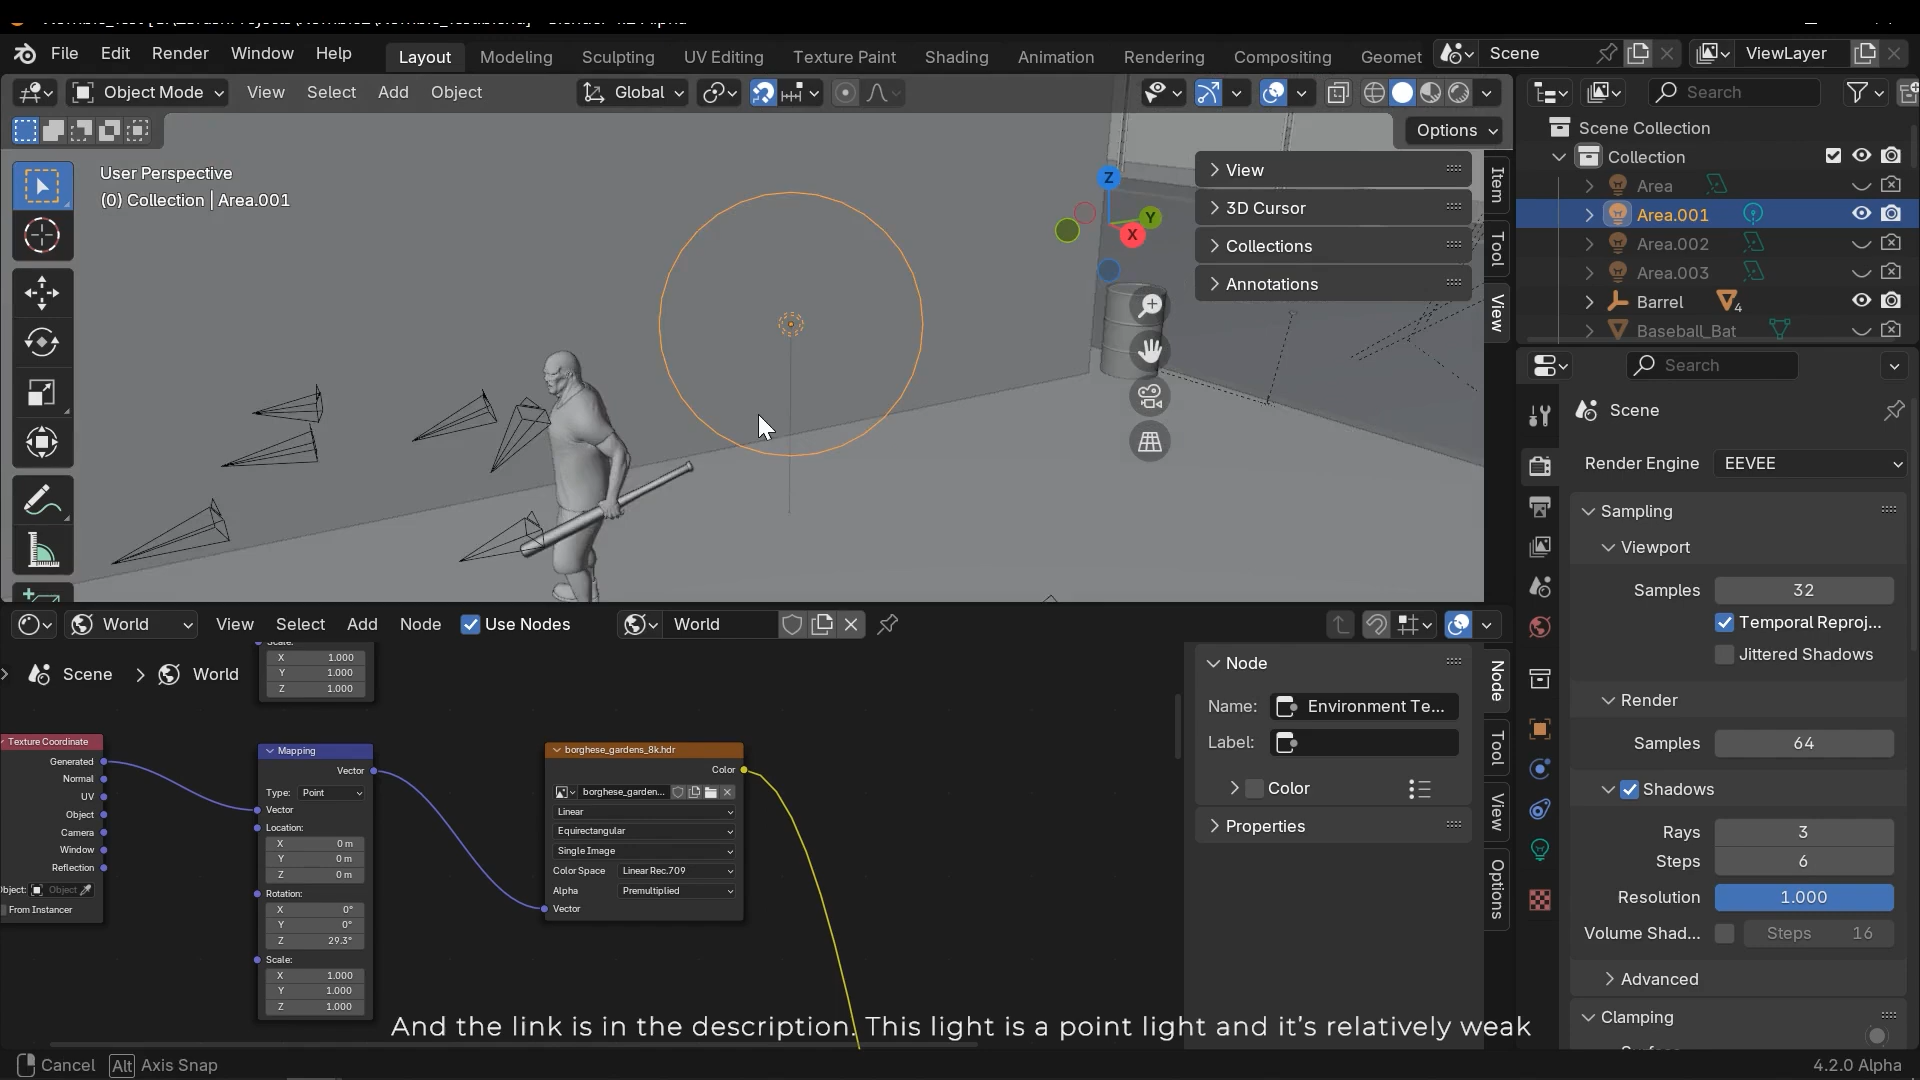 File Edit Render Window Help Layout Modeling Sculpting UV Editing Texture Paint Shading Animation Rendering Compositing Geomet Scene ViewLayer
Object Mode View Select Add Object Global Search
Options
User Perspective
(0) Collection | Area.001
View
3D Cursor
Collections
Annotations
Item
Tool
View
Z
Y
X
Scene Collection
Collection
Area
Area.001
Area.002
Area.003
Barrel 4
Baseball_Bat
Search
Scene
Render Engine EEVEE
Sampling
Viewport
Samples 32
Temporal Reproj...
Jittered Shadows
Render
Samples 64
Shadows
Rays 3
Steps 6
Resolution 1.000
Volume Shad... Steps 16
Advanced
Clamping
World View Select Add Node Use Nodes World
Scene > World
Scale:
X 1.000
Y 1.000
Z 1.000
Texture Coordinate
Generated
Normal
UV
Object
Camera
Window
Reflection
Object
From Instancer
Mapping
Vector
Type: Point
Vector
Location:
X 0 m
Y 0 m
Z 0 m
Rotation:
X 0°
Y 0°
Z 29.3°
Scale:
X 1.000
Y 1.000
Z 1.000
borghese_gardens_8k.hdr
Color
borghese_garden...
Linear
Equirectangular
Single Image
Color Space Linear Rec.709
Alpha Premultiplied
Vector
Node
Name: Environment Te...
Label:
Color
Properties
Node
Tool
View
Options
And the link is in the description. This light is a point light and it's relatively weak
Cancel Alt Axis Snap 4.2.0 Alpha